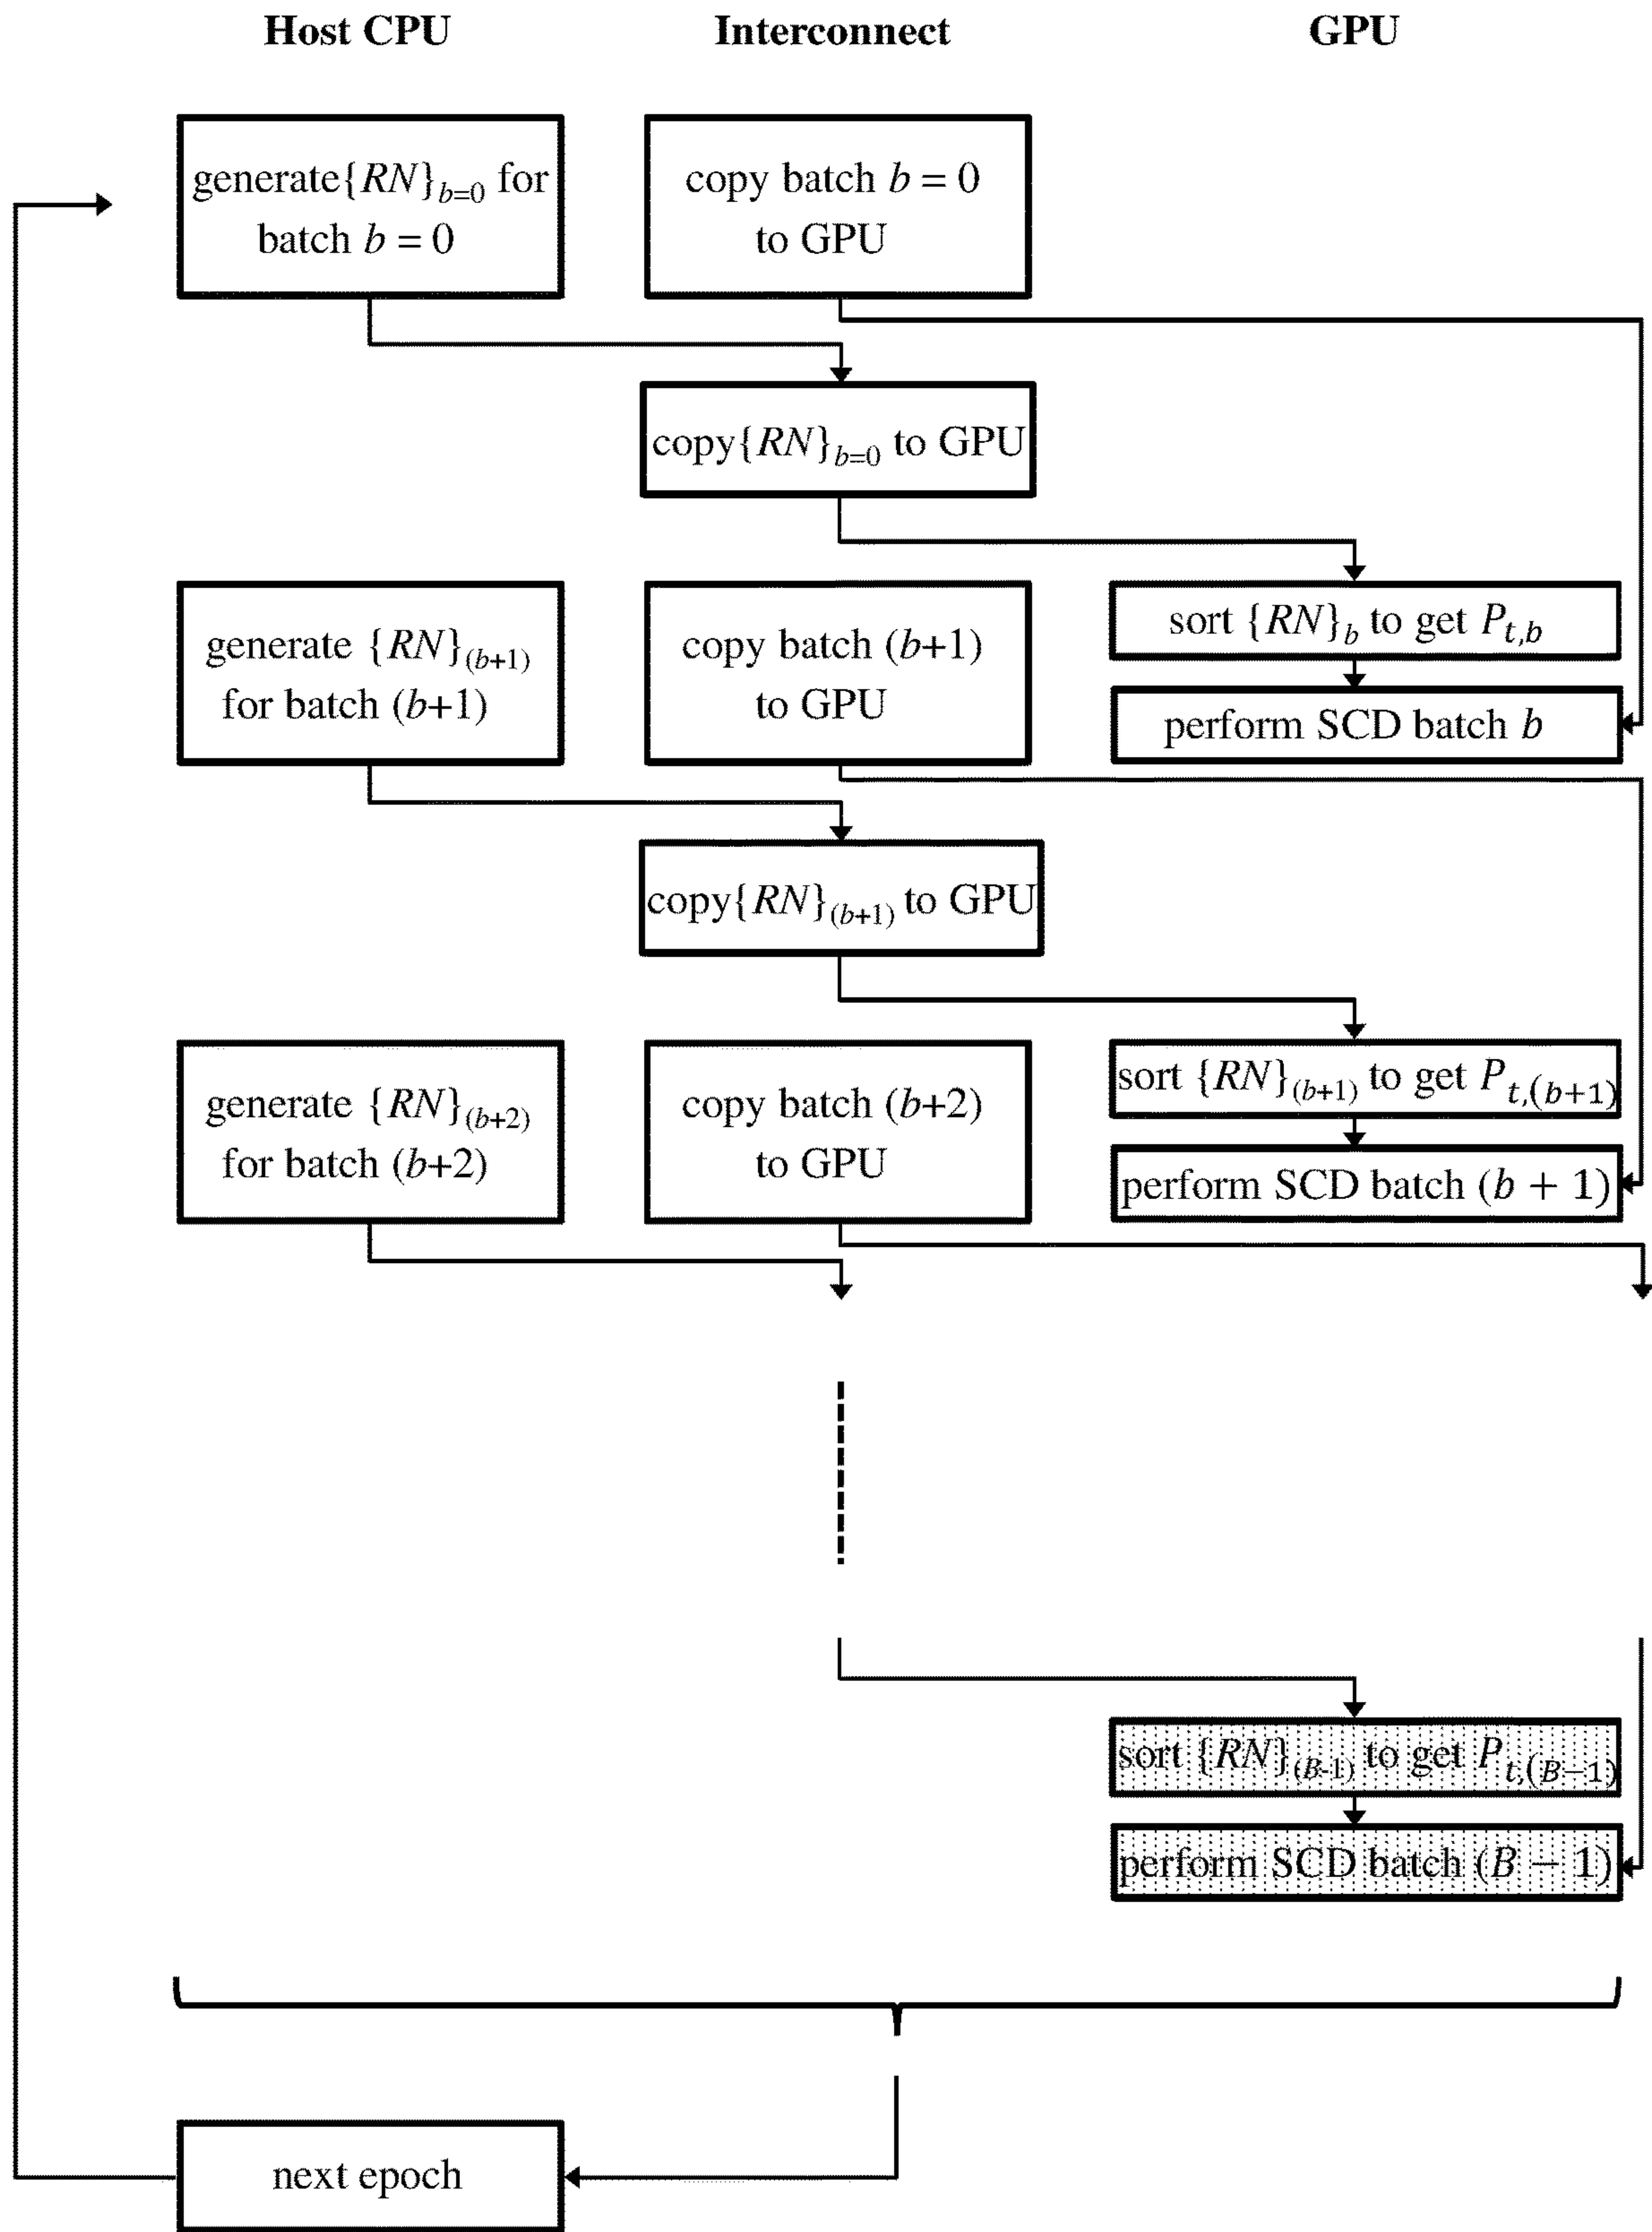 Host CPU
Interconnect
GPU
generate{RN}_{b=0} for
batch b = 0
copy batch b = 0
to GPU
copy{RN}_{b=0} to GPU
generate {RN}_{(b+1)}
for batch (b+1)
copy batch (b+1)
to GPU
sort {RN}_b to get P_{t,b}
perform SCD batch b
copy{RN}_{(b+1)} to GPU
generate {RN}_{(b+2)}
for batch (b+2)
copy batch (b+2)
to GPU
sort {RN}_{(b+1)} to get P_{t,(b+1)}
perform SCD batch (b + 1)
sort {RN}_{(B-1)} to get P_{t,(B−1)}
perform SCD batch (B − 1)
next epoch